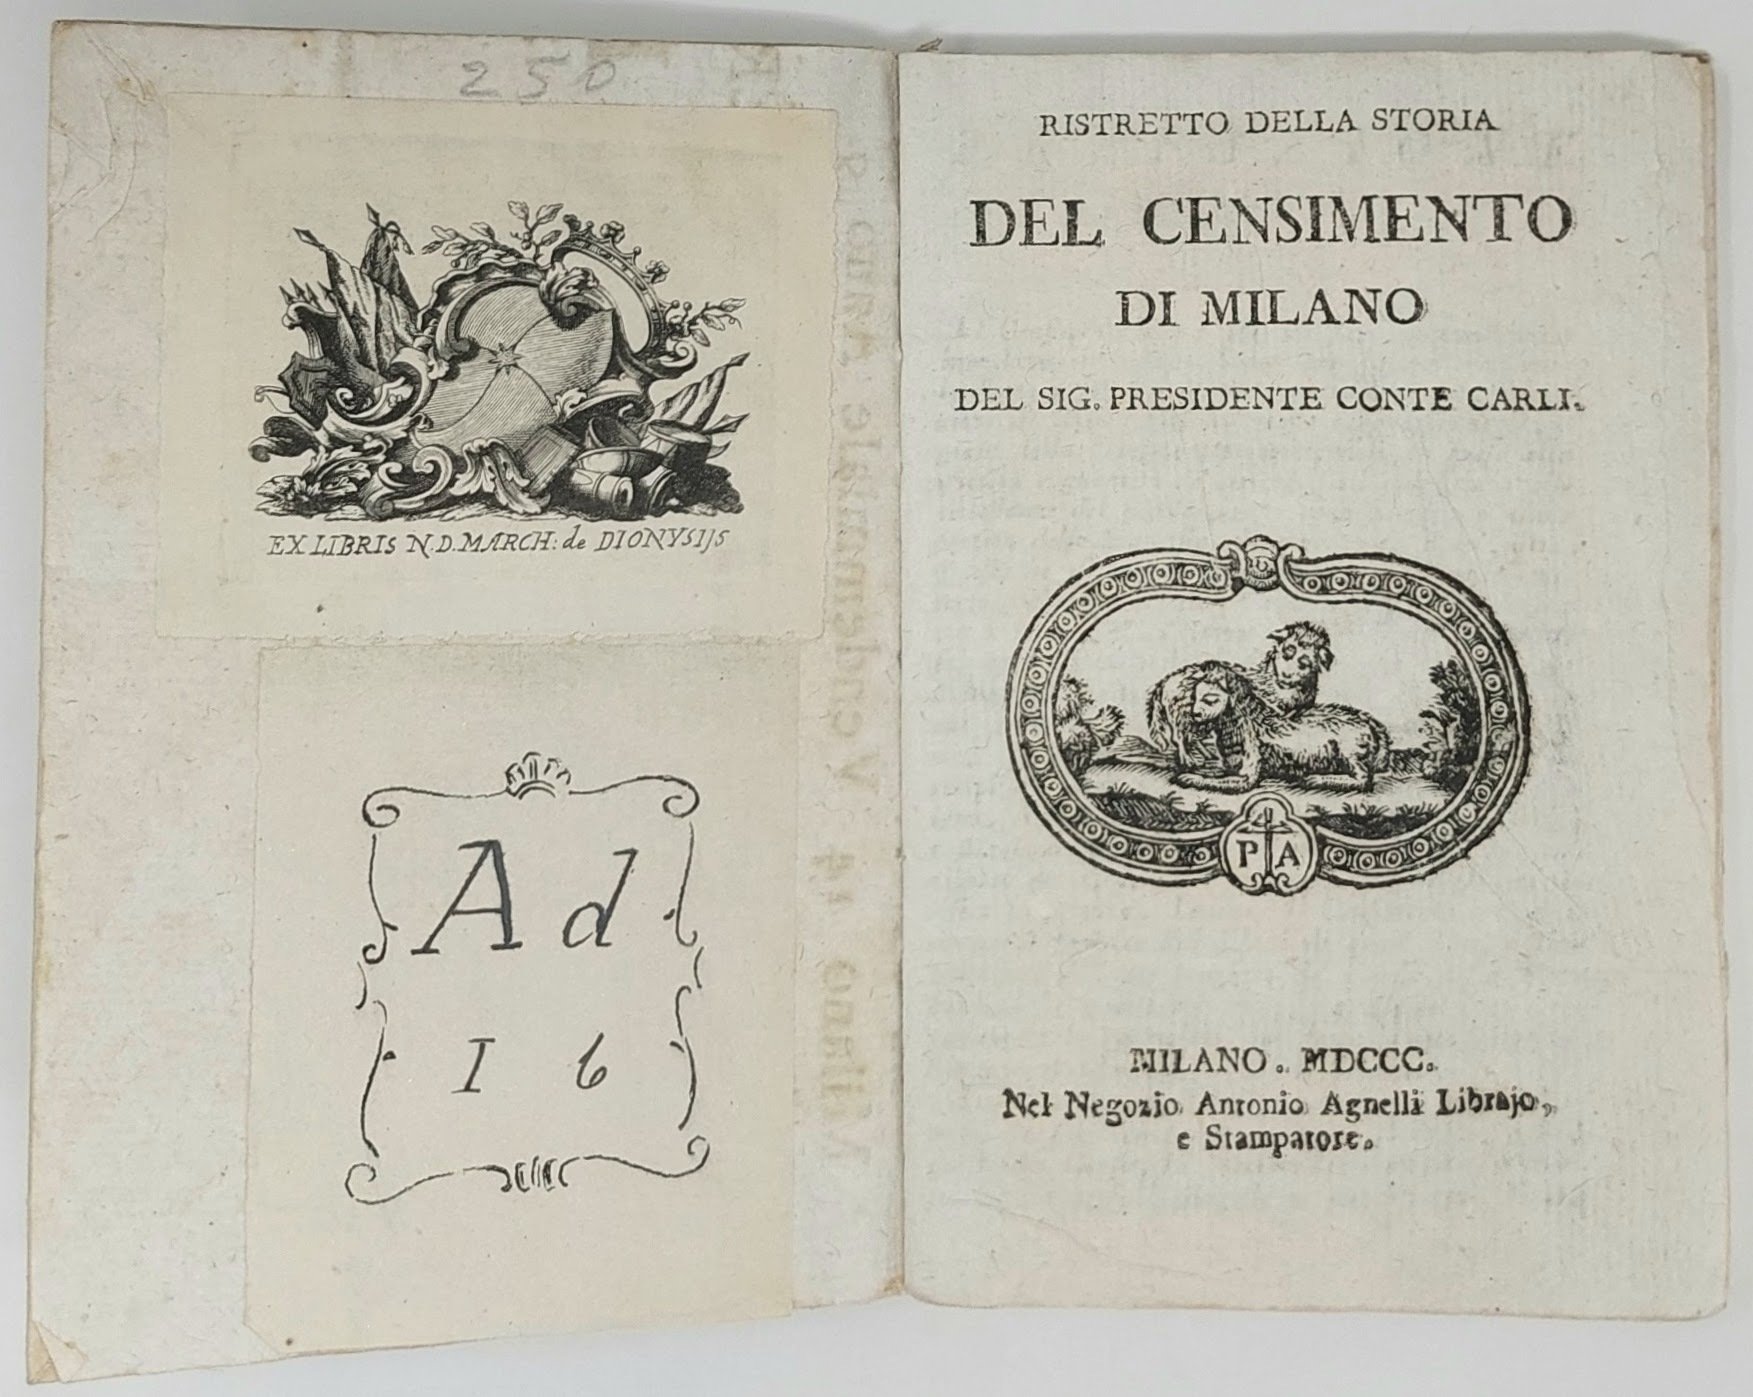 250
EX LIBRIS N.D. MARCH: de DIONYSIJS
Ad
I 6
RISTRETTO DELLA STORIA
DEL CENSIMENTO
DI MILANO
DEL SIG. PRESIDENTE CONTE CARLI.
P A
MILANO. MDCCC.
Nel Negozio Antonio Agnelli Librajo,
e Stampatore.